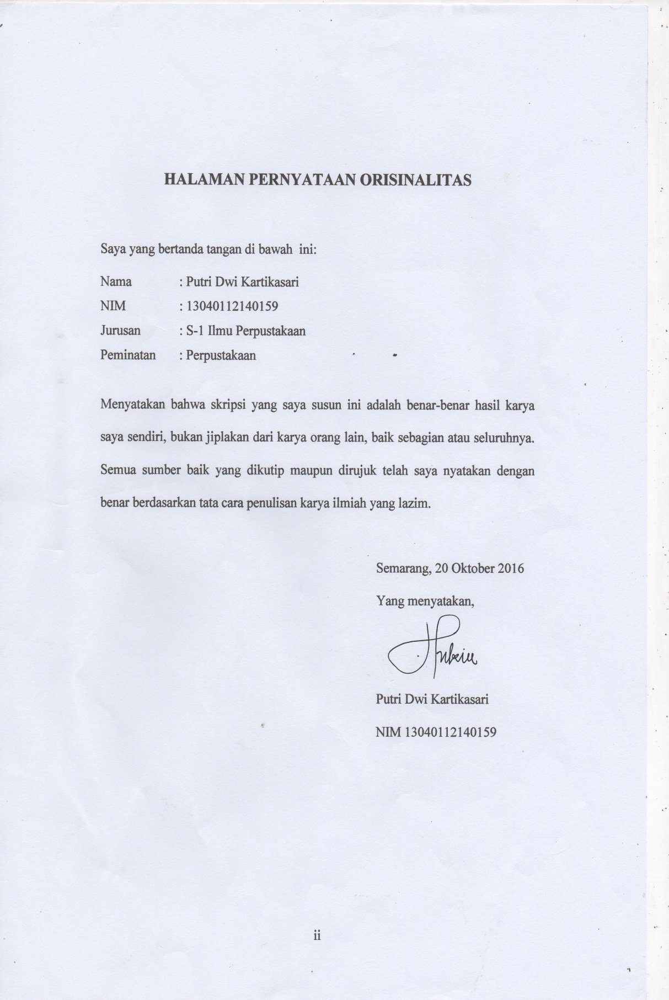 HALAMAN PERNYATAAN ORISINALITAS
Saya yang bertanda tangan di bawah ini:
Nama : Putri Dwi Kartikasari
NIM : 13040112140159
Jurusan : S-1 Ilmu Perpustakaan
Peminatan : Perpustakaan
Menyatakan bahwa skripsi yang saya susun ini adalah benar-benar hasil karya
saya sendiri, bukan jiplakan dari karya orang lain, baik sebagian atau seluruhnya.
Semua sumber baik yang dikutip maupun dirujuk telah saya nyatakan dengan
benar berdasarkan tata cara penulisan karya ilmiah yang lazim.
Semarang, 20 Oktober 2016
Yang menyatakan,
Putri Dwi Kartikasari
NIM 13040112140159
ii